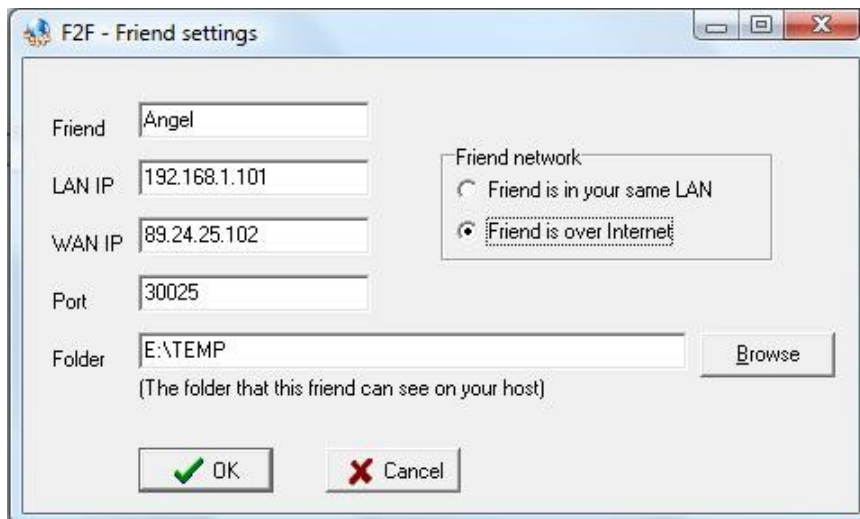 F2F - Friend settings
Friend
Angel
LAN IP
192.168.1.101
WAN IP
89.24.25.102
Port
30025
Friend network
Friend is in your same LAN
Friend is over Internet
Folder
E:\TEMP
Browse
(The folder that this friend can see on your host)
OK
Cancel